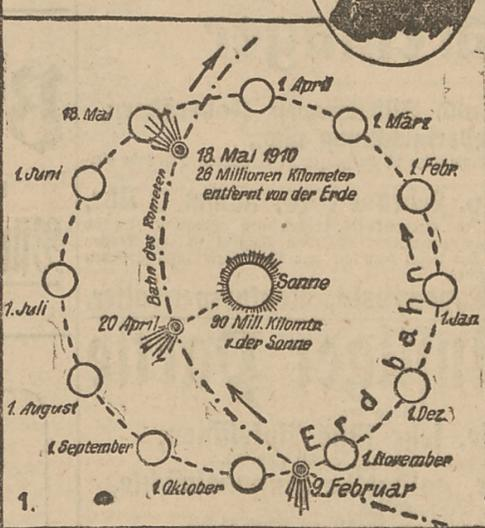 1. April
18. Mai
1. März
18. Mai 1910
26 Millionen Kilometer
entfernt von der Erde
1. Juni
1. Febr.
Bahn des Kometen
Sonne
1. Juli
1. Jan
20 April
90 Mill. Kilomtr.
v. der Sonne
Erdbahn
1. August
1. Dez.
1. September
1. November
1. Oktober
9. Februar
1.